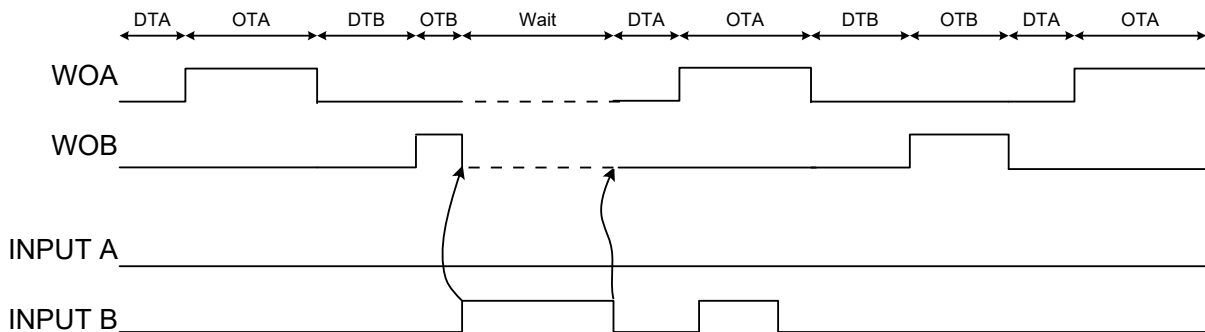 DTA OTA DTB OTB Wait DTA OTA DTB OTB DTA OTA
WOA
WOB
INPUT A
INPUT B